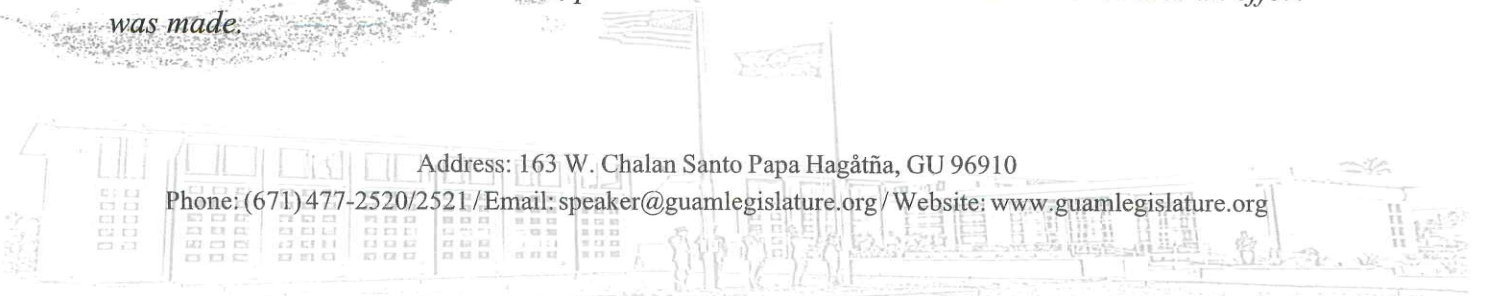 was made.
Address: 163 W. Chalan Santo Papa Hagåtña, GU 96910
Phone: (671)477-2520/2521 / Email: speaker@guamlegislature.org / Website: www.guamlegislature.org